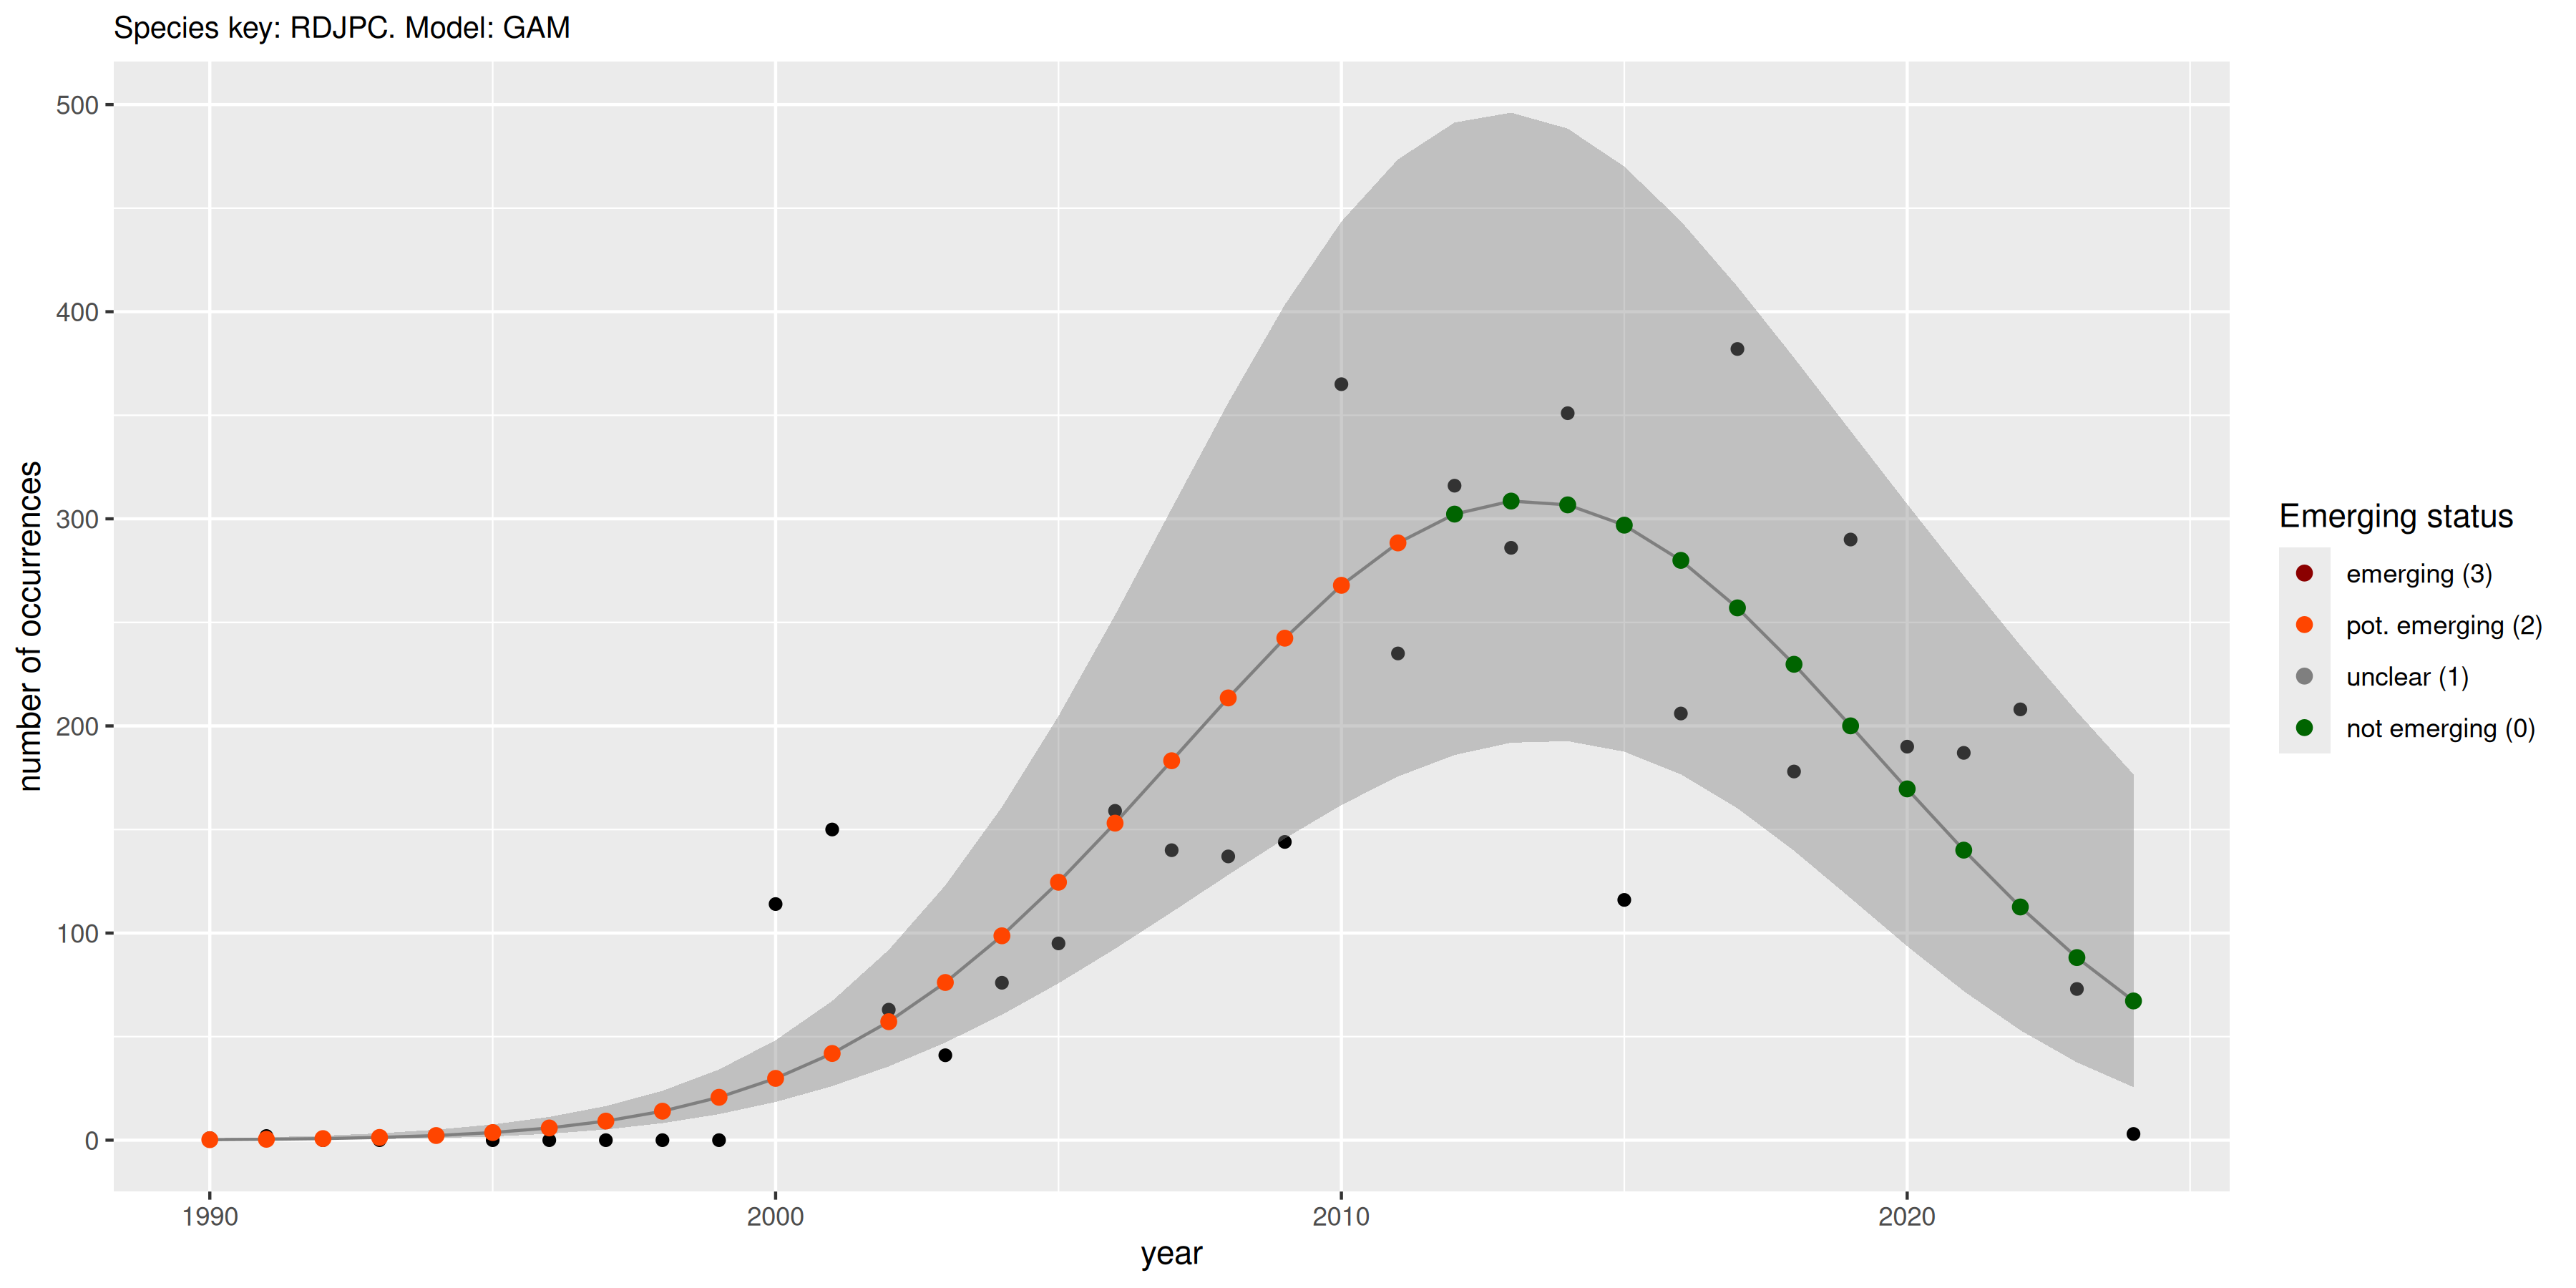 Species key: RDJPC. Model: GAM
500
400
300
200
100
0
number of occurrences
1990
2000
2010
2020
year
Emerging status
emerging (3)
pot. emerging (2)
unclear (1)
not emerging (0)